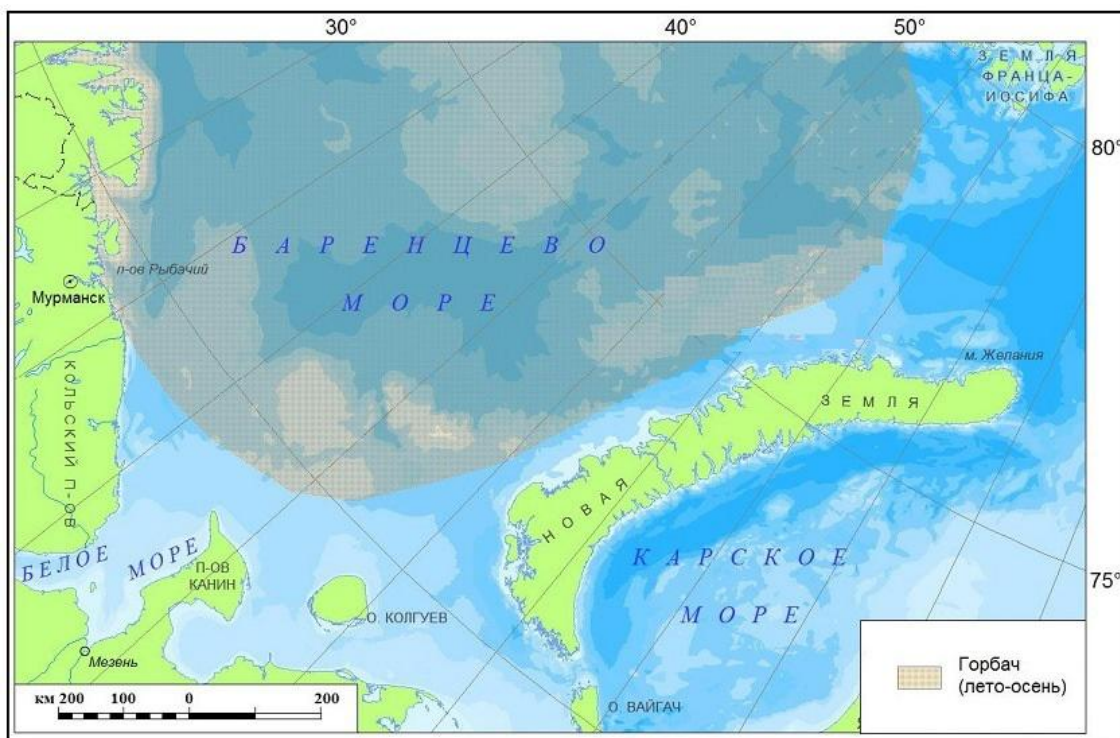 30°
40°
50°
ЗЕМЛЯ
ФРАНЦА-
ИОСИФА
80°
БАРЕНЦЕВО
МОРЕ
п-ов Рыбачий
Мурманск
м. Желания
КОЛЬСКИЙ П-ОВ
НОВАЯ ЗЕМЛЯ
БЕЛОЕ МОРЕ
П-ОВ
КАНИН
КАРСКОЕ
МОРЕ
75°
О. КОЛГУЕВ
Мезень
О. ВАЙГАЧ
Горбач
(лето-осень)
км 200 100 0 200